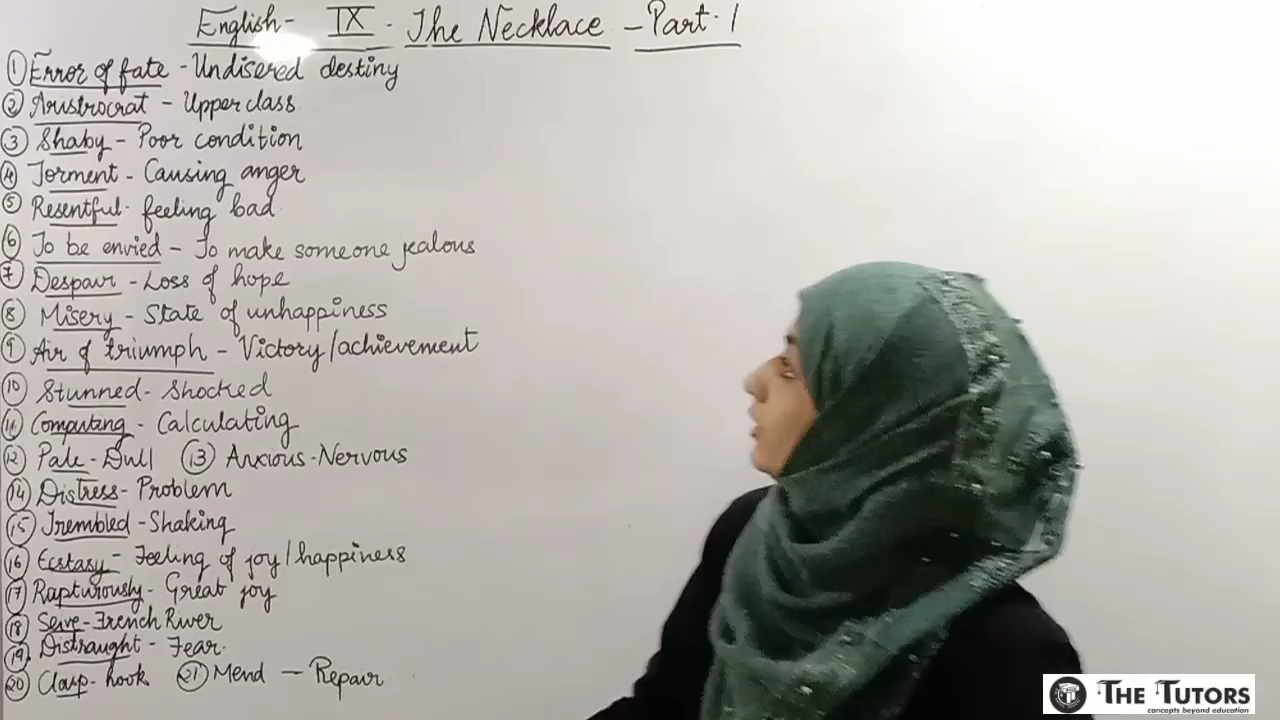 English- IX - The Necklace - Part-1
① Error of fate - Undisered destiny
② Aristrocrat - Upper class
③ Shaby - Poor condition
④ Torment - Causing anger
⑤ Resentful- feeling bad
⑥ To be envied - To make someone jealous
⑦ Despair - Loss of hope
⑧ Misery - State of unhappiness
⑨ Air of triumph - Victory/achievement
⑩ Stunned- Shocked
⑪ Computing - Calculating
⑫ Pale - Dull ⑬ Anxious - Nervous
⑭ Distress- Problem
⑮ Trembled - Shaking
⑯ Ecstasy - Feeling of joy/happiness
⑰ Rapturously- Great joy
⑱ Seive - French River
⑲ Distraught - Fear.
⑳ Clasp- hook ㉑ Mend - Repair
THE TUTORS
concepts beyond education